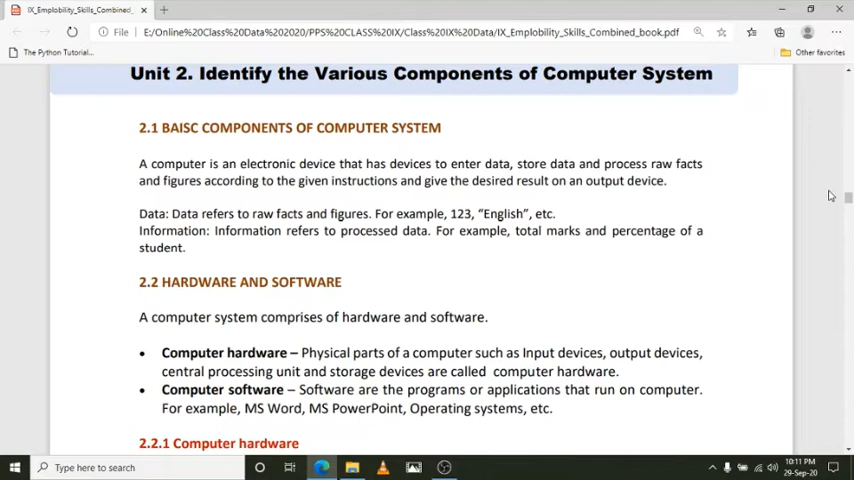 IX_Emplobility_Skills_Combined_
File
E:/Online%20Class%20Data%202020/PPS%20CLASS%20IX/Class%20IX%20Data/IX_Emplobility_Skills_Combined_book.pdf
The Python Tutorial...
Other favorites
Unit 2. Identify the Various Components of Computer System
2.1 BAISC COMPONENTS OF COMPUTER SYSTEM
A computer is an electronic device that has devices to enter data, store data and process raw facts
and figures according to the given instructions and give the desired result on an output device.
Data: Data refers to raw facts and figures. For example, 123, “English”, etc.
Information: Information refers to processed data. For example, total marks and percentage of a
student.
2.2 HARDWARE AND SOFTWARE
A computer system comprises of hardware and software.
• Computer hardware – Physical parts of a computer such as Input devices, output devices,
central processing unit and storage devices are called computer hardware.
• Computer software – Software are the programs or applications that run on computer.
For example, MS Word, MS PowerPoint, Operating systems, etc.
2.2.1 Computer hardware
Type here to search
10:11 PM
29-Sep-20